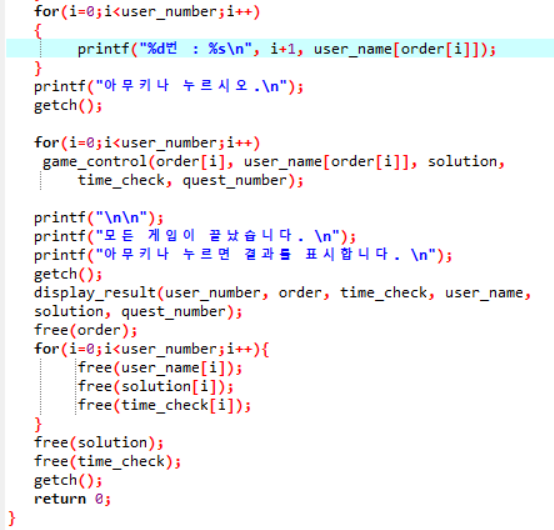 for(i=0;i<user_number;i++)
{
printf("%d번 : %s\n", i+1, user_name[order[i]]);
}
printf("아무키나 누르시오.\n");
getch();
for(i=0;i<user_number;i++)
game_control(order[i], user_name[order[i]], solution,
time_check, quest_number);
printf("\n\n");
printf("모든 게임이 끝났습니다. \n");
printf("아무키나 누르면 결과를 표시합니다. \n");
getch();
display_result(user_number, order, time_check, user_name,
solution, quest_number);
free(order);
for(i=0;i<user_number;i++){
free(user_name[i]);
free(solution[i]);
free(time_check[i]);
}
free(solution);
free(time_check);
getch();
return 0;
}